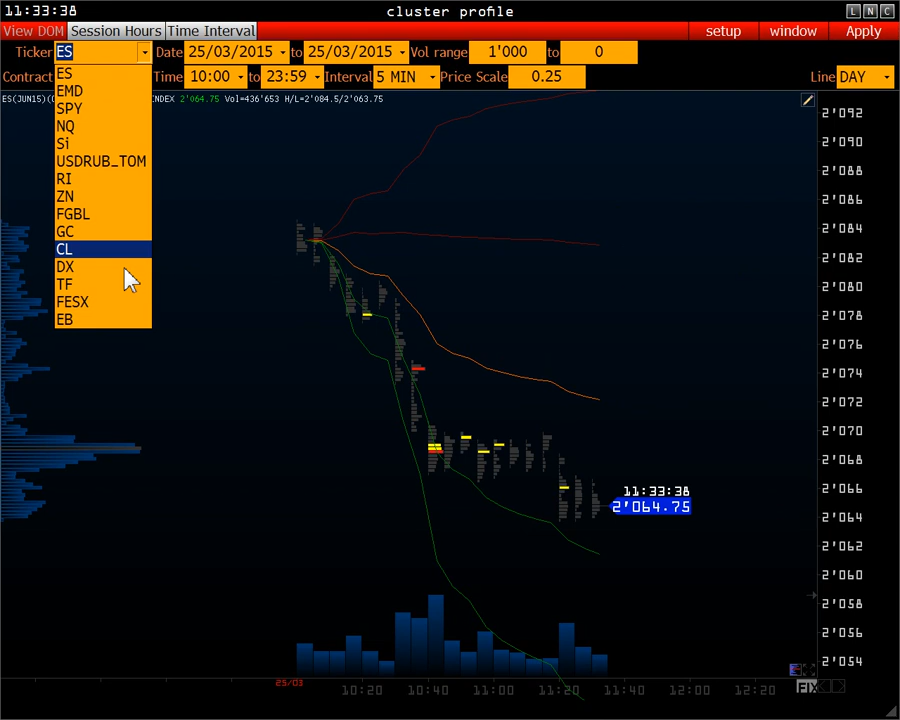 11:33:38 cluster profile L N C
View DOM Session Hours Time Interval setup window Apply
Ticker ES Date 25/03/2015 to 25/03/2015 Vol range 1'000 to 0
Contract Time 10:00 to 23:59 Interval 5 MIN Price Scale 0.25 Line DAY
ES(JUN15)( INDEX 2'064.75 Vol=436'653 H/L=2'084.5/2'063.75
ES
EMD
SPY
NQ
Si
USDRUB_TOM
RI
ZN
FGBL
GC
CL
DX
TF
FESX
EB
2'092
2'090
2'088
2'086
2'084
2'082
2'080
2'078
2'076
2'074
2'072
2'070
2'068
2'066
2'064
2'062
2'060
2'058
2'056
2'054
11:33:38
2'064.75
25/03 10:20 10:40 11:00 11:20 11:40 12:00 12:20 FIX